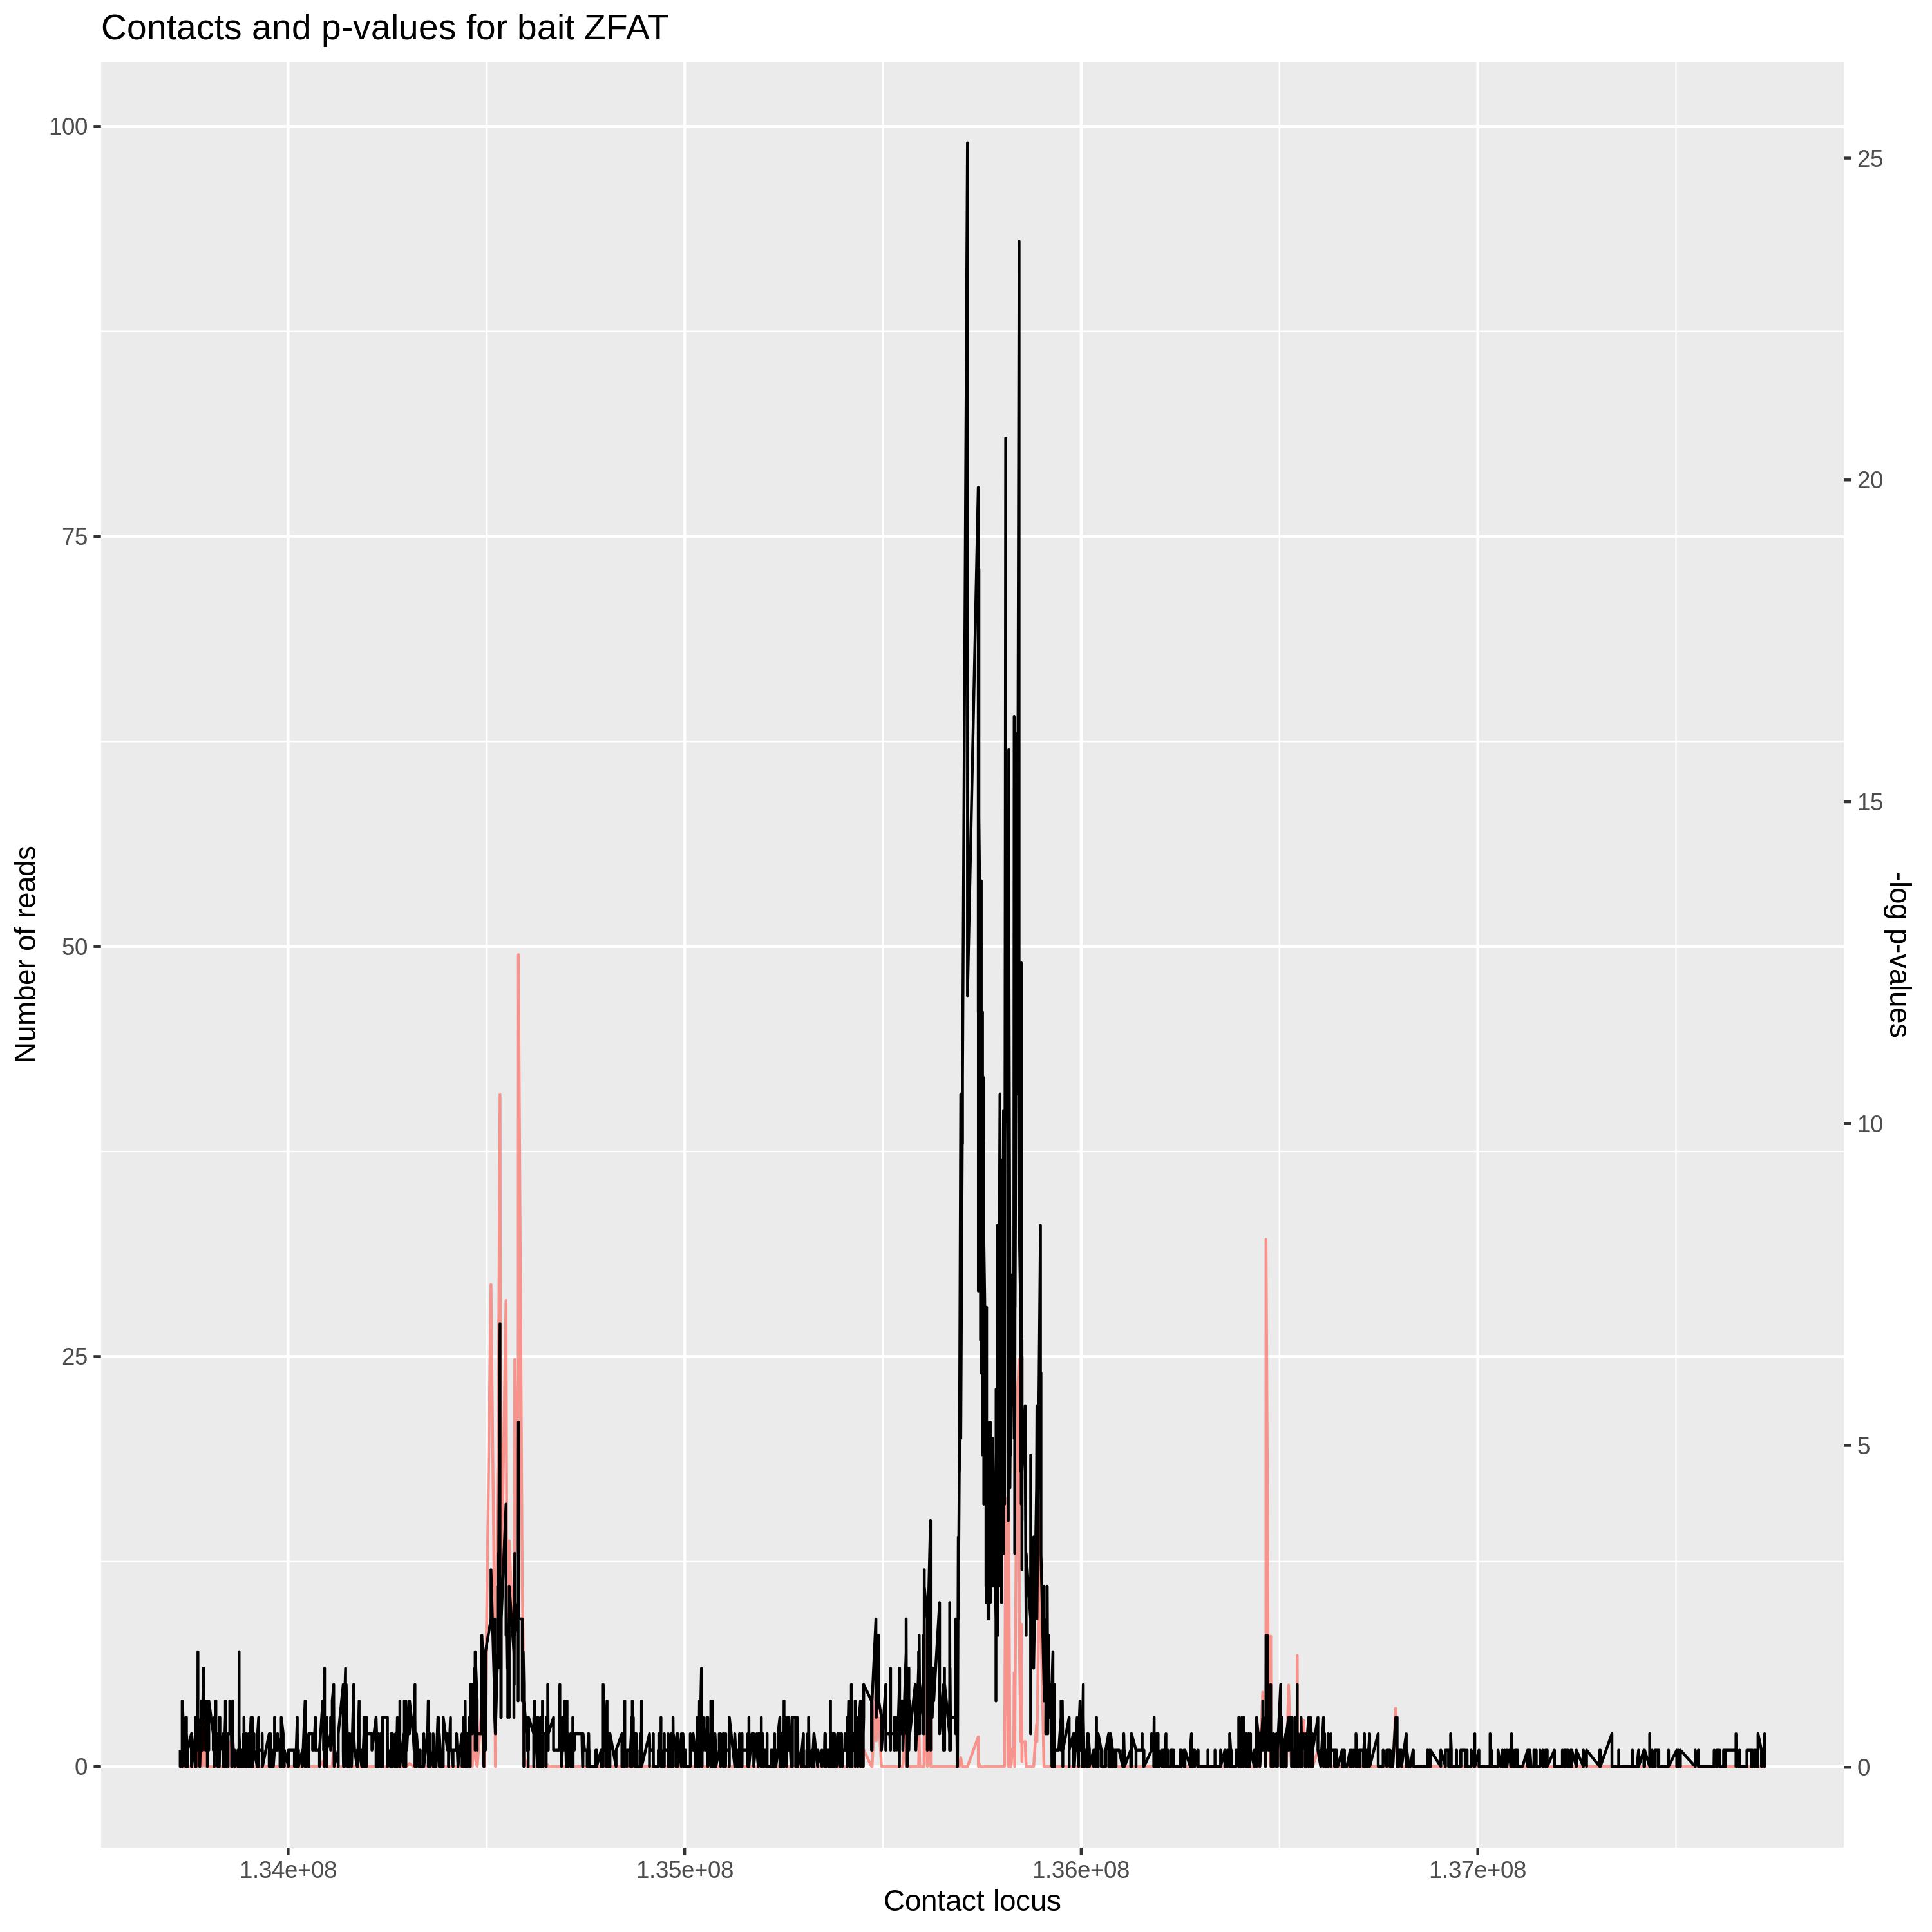 Contacts and p-values for bait ZFAT
100
75
50
25
0
Number of reads
25
20
15
10
5
0
-log p-values
1.34e+08
1.35e+08
1.36e+08
1.37e+08
Contact locus